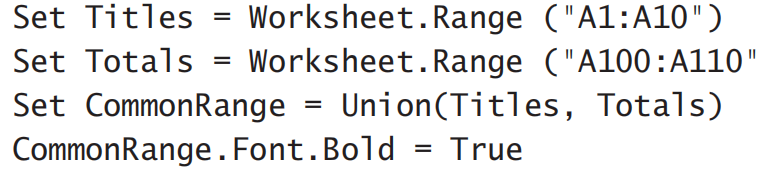 Set Titles = Worksheet.Range ("A1:A10")
Set Totals = Worksheet.Range ("A100:A110"
Set CommonRange = Union(Titles, Totals)
CommonRange.Font.Bold = True